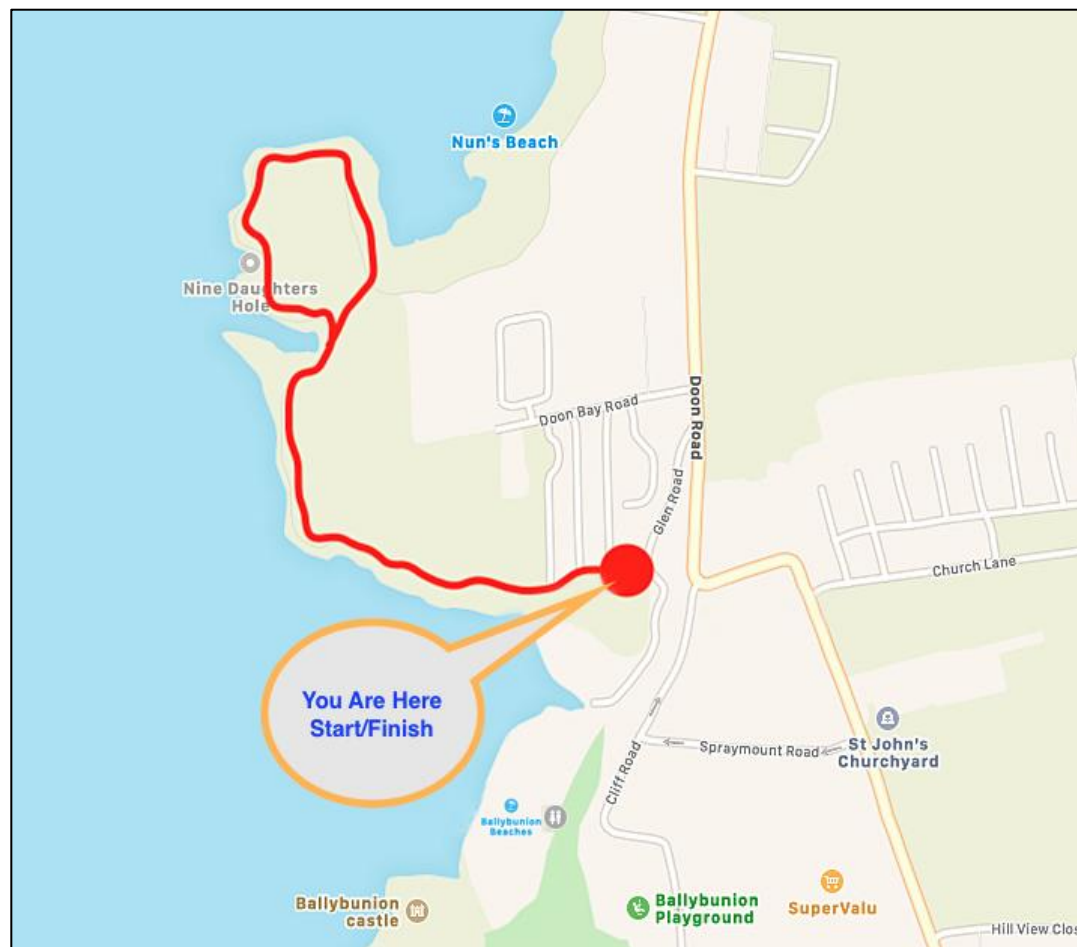 Nun's Beach
Nine Daughters
Hole
Doon Bay Road
Doon Road
Glen Road
Church Lane
You Are Here
Start/Finish
Spraymount Road
St John's
Churchyard
Cliff Road
Ballybunion
Beaches
Ballybunion
castle
Ballybunion
Playground
SuperValu
Hill View Clos